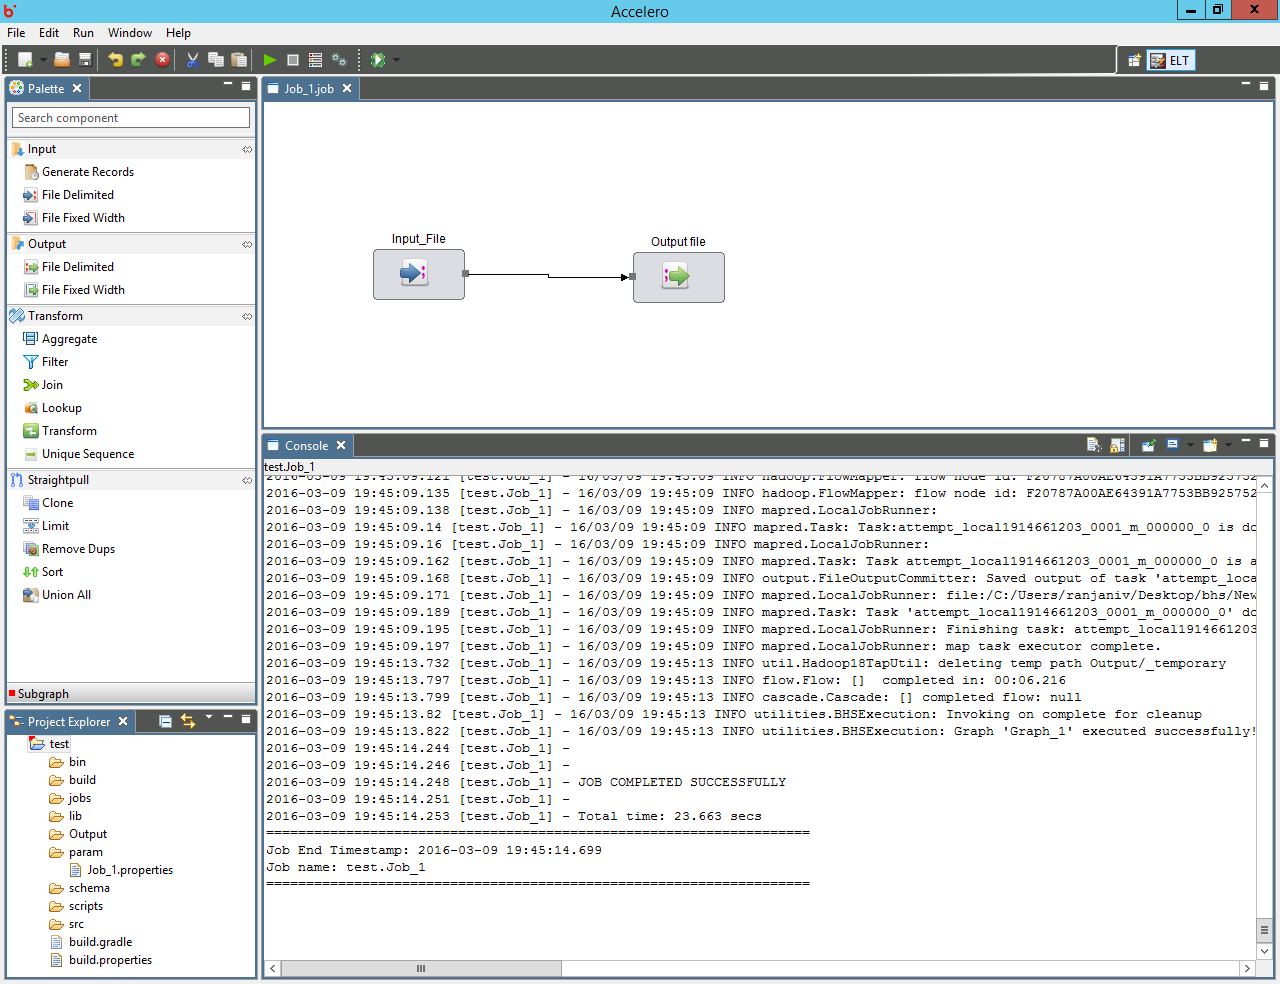 Accelero
File Edit Run Window Help
ELT
Palette
Search component
Input
Generate Records
File Delimited
File Fixed Width
Output
File Delimited
File Fixed Width
Transform
Aggregate
Filter
Join
Lookup
Transform
Unique Sequence
Straightpull
Clone
Limit
Remove Dups
Sort
Union All
Subgraph
Project Explorer
test
bin
build
jobs
lib
Output
param
Job_1.properties
schema
scripts
src
build.gradle
build.properties
Job_1.job
Input_File
Output file
Console
test.Job_1
2016-03-09 19:45:09.121 [test.Job_1] - 16/03/09 19:45:09 INFO hadoop.FlowMapper: flow node id: F20787A00AE64391A7753BB925752
2016-03-09 19:45:09.135 [test.Job_1] - 16/03/09 19:45:09 INFO hadoop.FlowMapper: flow node id: F20787A00AE64391A7753BB925752
2016-03-09 19:45:09.138 [test.Job_1] - 16/03/09 19:45:09 INFO mapred.LocalJobRunner:
2016-03-09 19:45:09.14 [test.Job_1] - 16/03/09 19:45:09 INFO mapred.Task: Task:attempt_local1914661203_0001_m_000000_0 is do
2016-03-09 19:45:09.16 [test.Job_1] - 16/03/09 19:45:09 INFO mapred.LocalJobRunner:
2016-03-09 19:45:09.162 [test.Job_1] - 16/03/09 19:45:09 INFO mapred.Task: Task attempt_local1914661203_0001_m_000000_0 is a
2016-03-09 19:45:09.168 [test.Job_1] - 16/03/09 19:45:09 INFO output.FileOutputCommitter: Saved output of task 'attempt_loca
2016-03-09 19:45:09.171 [test.Job_1] - 16/03/09 19:45:09 INFO mapred.LocalJobRunner: file:/C:/Users/ranjaniv/Desktop/bhs/New
2016-03-09 19:45:09.189 [test.Job_1] - 16/03/09 19:45:09 INFO mapred.Task: Task 'attempt_local1914661203_0001_m_000000_0' do
2016-03-09 19:45:09.195 [test.Job_1] - 16/03/09 19:45:09 INFO mapred.LocalJobRunner: Finishing task: attempt_local1914661203
2016-03-09 19:45:09.197 [test.Job_1] - 16/03/09 19:45:09 INFO mapred.LocalJobRunner: map task executor complete.
2016-03-09 19:45:13.732 [test.Job_1] - 16/03/09 19:45:13 INFO util.Hadoop18TapUtil: deleting temp path Output/_temporary
2016-03-09 19:45:13.797 [test.Job_1] - 16/03/09 19:45:13 INFO flow.Flow: []  completed in: 00:06.216
2016-03-09 19:45:13.799 [test.Job_1] - 16/03/09 19:45:13 INFO cascade.Cascade: [] completed flow: null
2016-03-09 19:45:13.82 [test.Job_1] - 16/03/09 19:45:13 INFO utilities.BHSExecution: Invoking on complete for cleanup
2016-03-09 19:45:13.822 [test.Job_1] - 16/03/09 19:45:13 INFO utilities.BHSExecution: Graph 'Graph_1' executed successfully!
2016-03-09 19:45:14.244 [test.Job_1] -
2016-03-09 19:45:14.246 [test.Job_1] -
2016-03-09 19:45:14.248 [test.Job_1] - JOB COMPLETED SUCCESSFULLY
2016-03-09 19:45:14.251 [test.Job_1] -
2016-03-09 19:45:14.253 [test.Job_1] - Total time: 23.663 secs
====================================================================
Job End Timestamp: 2016-03-09 19:45:14.699
Job name: test.Job_1
====================================================================